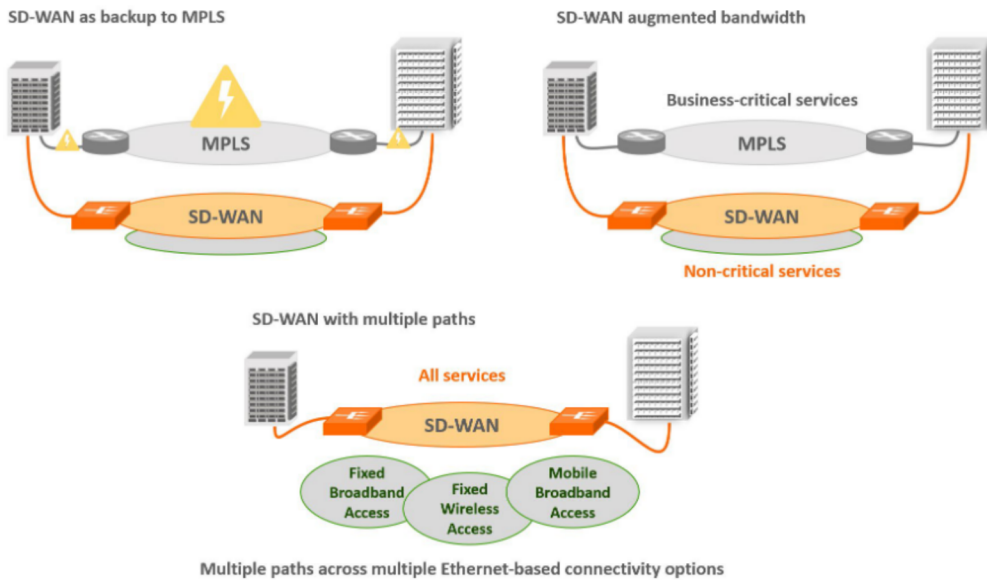 SD-WAN as backup to MPLS
MPLS
SD-WAN
SD-WAN augmented bandwidth
Business-critical services
MPLS
SD-WAN
Non-critical services
SD-WAN with multiple paths
All services
SD-WAN
Fixed
Broadband
Access
Fixed
Wireless
Access
Mobile
Broadband
Access
Multiple paths across multiple Ethernet-based connectivity options